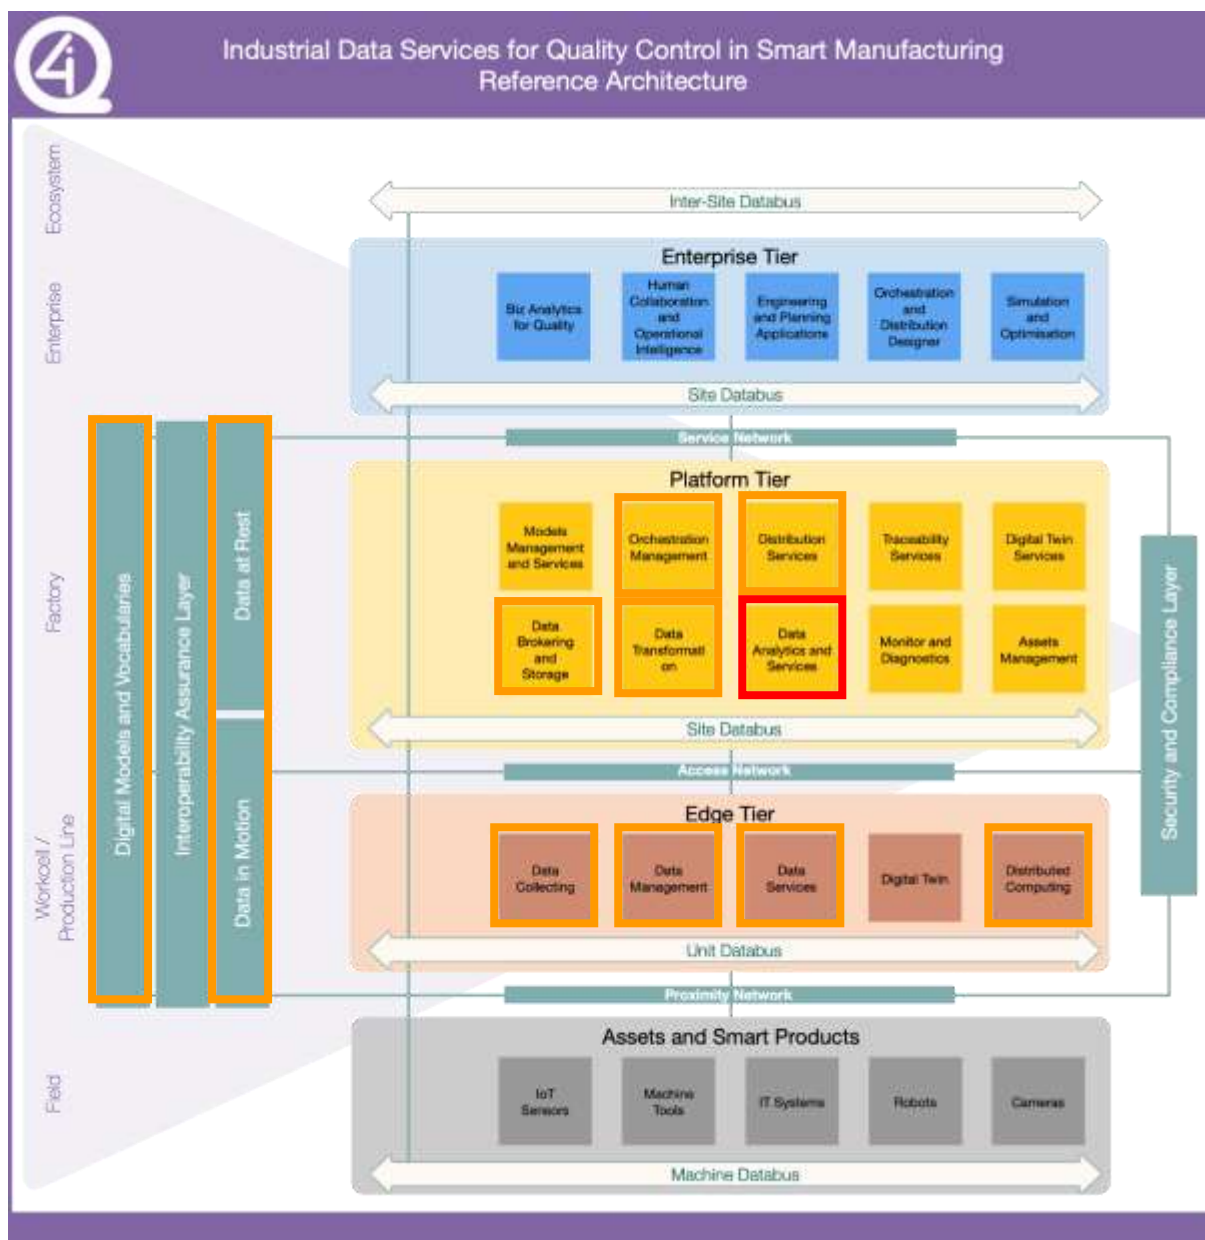 4i
Industrial Data Services for Quality Control in Smart Manufacturing
Reference Architecture
Ecosystem
Enterprise
Factory
Workcell /
Production Line
Field
Inter-Site Databus
Enterprise Tier
Biz Analytics
for Quality
Human
Collaboration
and
Operational
Intelligence
Engineering
and Planning
Applications
Orchestration
and
Distribution
Designer
Simulation
and
Optimisation
Site Databus
Service Network
Platform Tier
Models
Management
and Services
Orchestration
Management
Distribution
Services
Traceability
Services
Digital Twin
Services
Data
Brokering
and
Storage
Data
Transformati
on
Data
Analytics and
Services
Monitor and
Diagnostics
Assets
Management
Site Databus
Access Network
Edge Tier
Data
Collecting
Data
Management
Data
Services
Digital Twin
Distributed
Computing
Unit Databus
Proximity Network
Assets and Smart Products
IoT
Sensors
Machine
Tools
IT Systems
Robots
Cameras
Machine Databus
Digital Models and Vocabularies
Interoperability Assurance Layer
Data at Rest
Data in Motion
Security and Compliance Layer